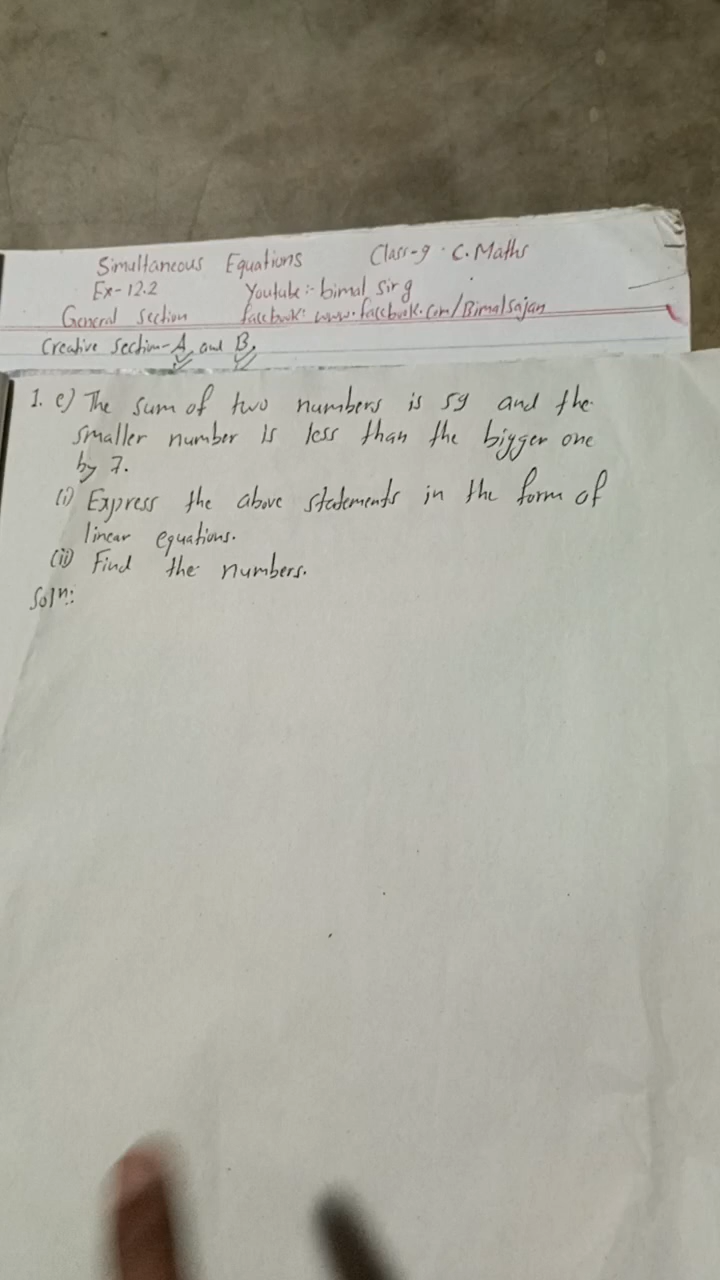 Simultaneous Equations Class-9 C. Maths
Ex-12.2 Youtube:- bimal sir g
General Section facebook: www.facebook.com/Bimalsajan
Creative Section-A and B.
1. e) The sum of two numbers is 59 and the
smaller number is less than the bigger one
by 7.
(i) Express the above statements in the form of
linear equations.
(ii) Find the numbers.
Soln: